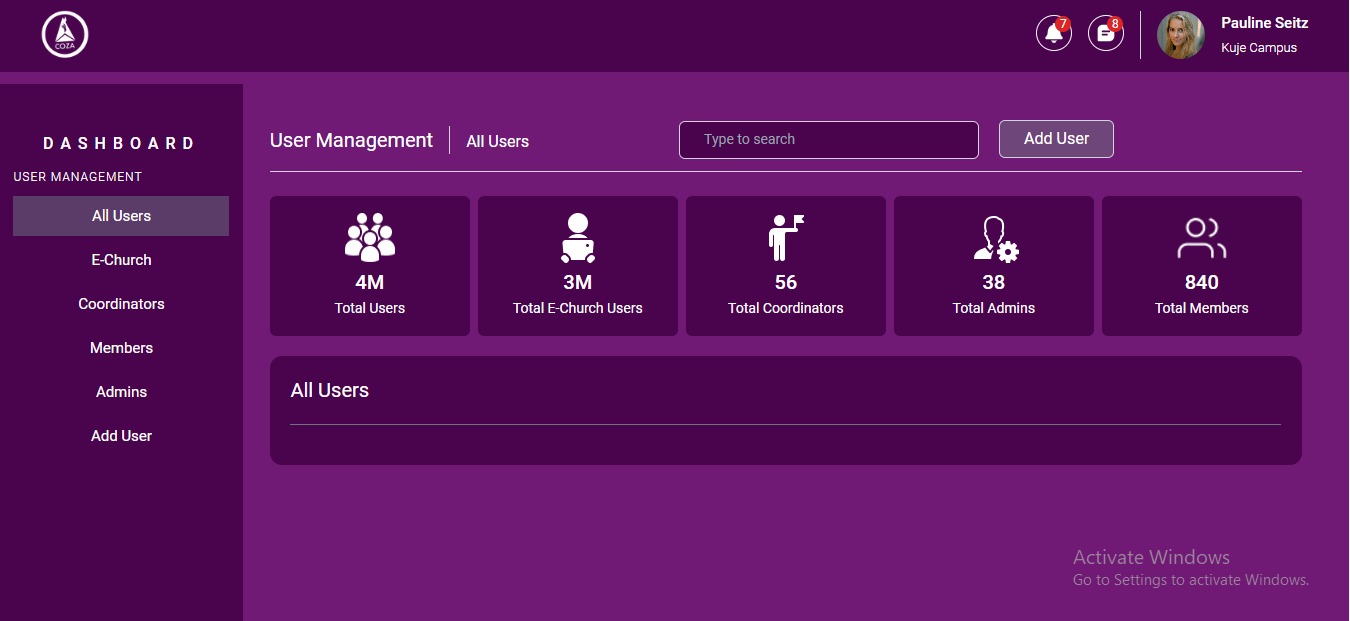 COZA
7
8
Pauline Seitz
Kuje Campus
DASHBOARD
USER MANAGEMENT
All Users
E-Church
Coordinators
Members
Admins
Add User
User Management
All Users
Type to search
Add User
4M
Total Users
3M
Total E-Church Users
56
Total Coordinators
38
Total Admins
840
Total Members
All Users
Activate Windows
Go to Settings to activate Windows.